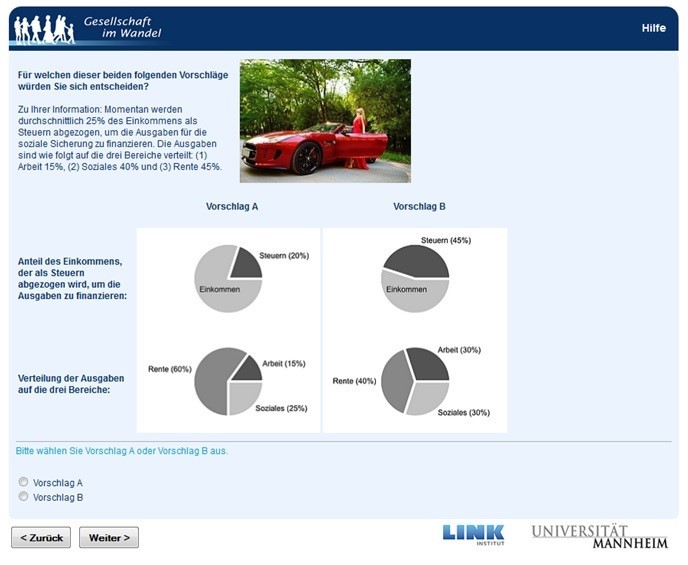 Gesellschaft
im Wandel
Hilfe
Für welchen dieser beiden folgenden Vorschläge
würden Sie sich entscheiden?
Zu Ihrer Information: Momentan werden
durchschnittlich 25% des Einkommens als
Steuern abgezogen, um die Ausgaben für die
soziale Sicherung zu finanzieren. Die Ausgaben
sind wie folgt auf die drei Bereiche verteilt: (1)
Arbeit 15%, (2) Soziales 40% und (3) Rente 45%.
Vorschlag A
Vorschlag B
Anteil des Einkommens,
der als Steuern
abgezogen wird, um die
Ausgaben zu finanzieren:
Steuern (20%)
Einkommen
Steuern (45%)
Einkommen
Verteilung der Ausgaben
auf die drei Bereiche:
Rente (60%)
Arbeit (15%)
Soziales (25%)
Rente (40%)
Arbeit (30%)
Soziales (30%)
Bitte wählen Sie Vorschlag A oder Vorschlag B aus.
Vorschlag A
Vorschlag B
< Zurück
Weiter >
LINK
INSTITUT
UNIVERSITÄT
MANNHEIM